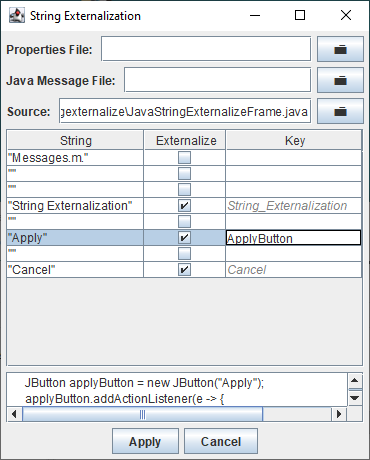 String Externalization
Properties File:
Java Message File:
Source: gexternalize\JavaStringExternalizeFrame.java
String Externalize Key
"Messages.m."
""
""
"String Externalization" String_Externalization
""
"Apply" ApplyButton
""
"Cancel" Cancel
JButton applyButton = new JButton("Apply");
applyButton.addActionListener(e -> {
Apply Cancel